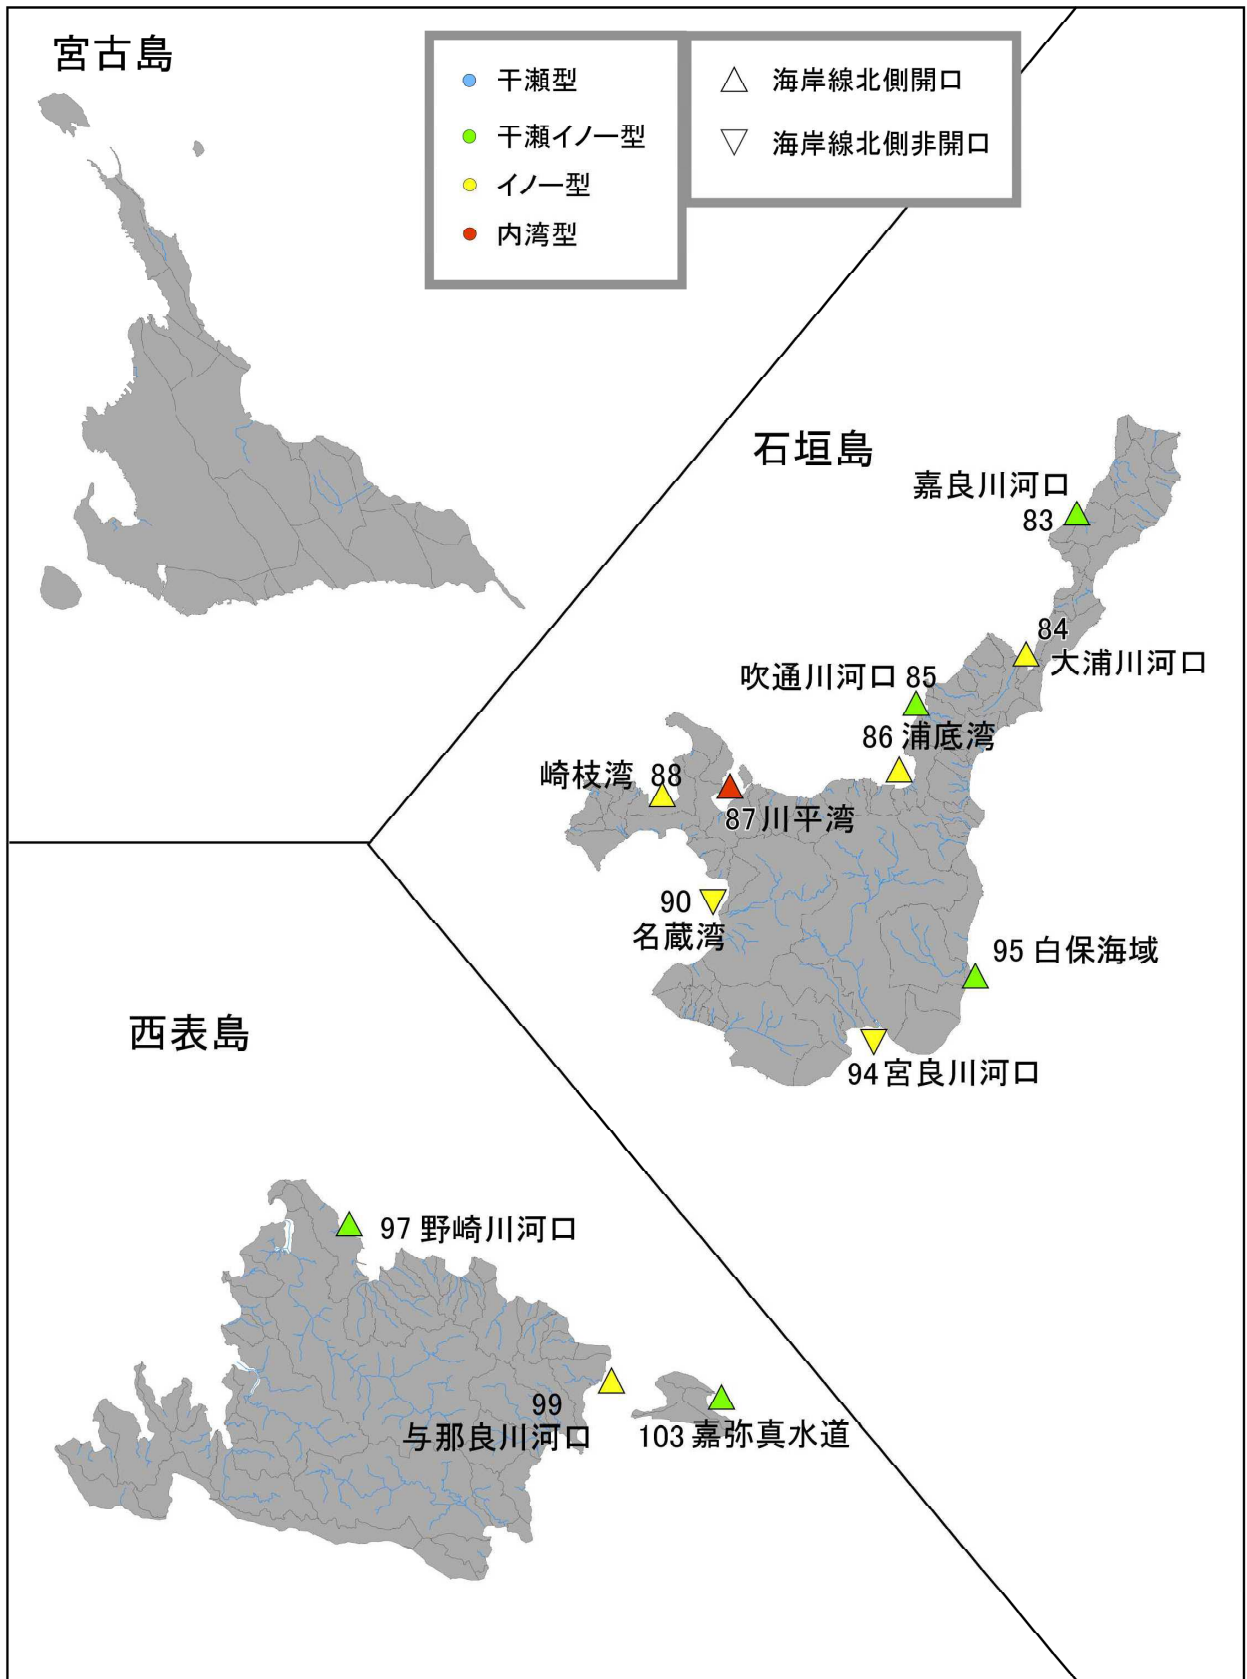 宮古島
干瀬型
干瀬イノー型
イノー型
内湾型
海岸線北側開口
海岸線北側非開口
石垣島
嘉良川河口
83
84
大浦川河口
吹通川河口 85
86 浦底湾
崎枝湾 88
87 川平湾
90
名蔵湾
95 白保海域
94 宮良川河口
西表島
97 野崎川河口
99
与那良川河口
103 嘉弥真水道